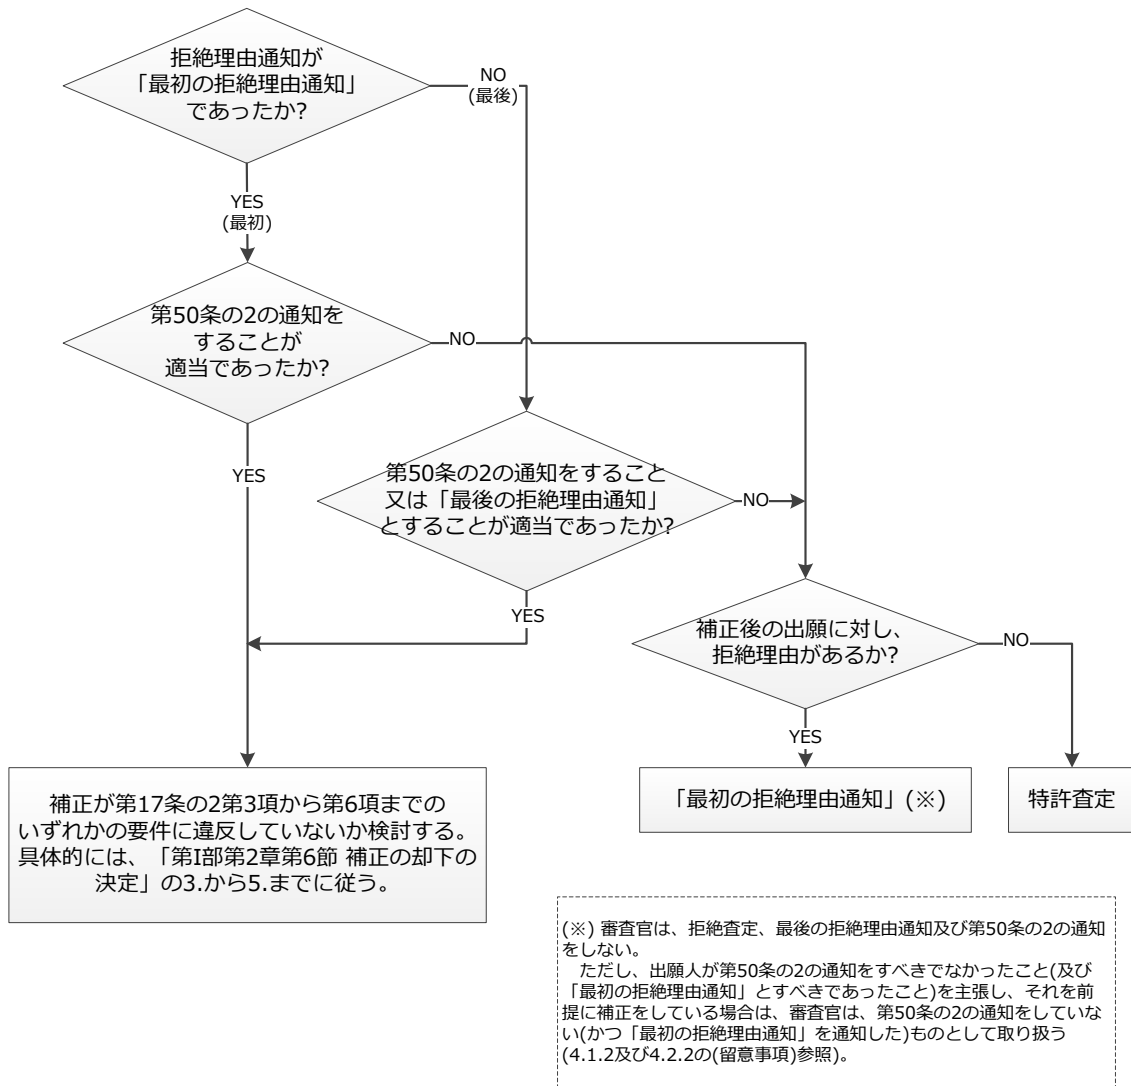 拒絶理由通知が
「最初の拒絶理由通知」
であったか?
NO
(最後)
YES
(最初)
第50条の2の通知を
することが
適当であったか?
NO
YES
第50条の2の通知をすること
又は「最後の拒絶理由通知」
とすることが適当であったか?
NO
YES
補正後の出願に対し、
拒絶理由があるか?
NO
YES
補正が第17条の2第3項から第6項までの
いずれかの要件に違反していないか検討する。
具体的には、「第I部第2章第6節 補正の却下の
決定」の3.から5.までに従う。
「最初の拒絶理由通知」(※)
特許査定
(※) 審査官は、拒絶査定、最後の拒絶理由通知及び第50条の2の通知
をしない。
ただし、出願人が第50条の2の通知をすべきでなかったこと(及び
「最初の拒絶理由通知」とすべきであったこと)を主張し、それを前
提に補正をしている場合は、審査官は、第50条の2の通知をしていな
い(かつ「最初の拒絶理由通知」を通知した)ものとして取り扱う
(4.1.2及び4.2.2の(留意事項)参照)。